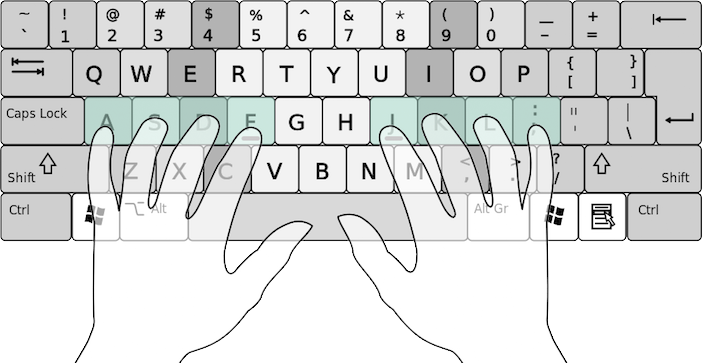 ~ ! @ # $ % ^ & * ( ) _ +
` 1 2 3 4 5 6 7 8 9 0 - =
Q W E R T Y U I O P { [ } ]
Caps Lock A S D F G H J K L : ; " ' | \
Shift Z X C V B N M < , > . ? / Shift
Ctrl Alt Alt Gr Ctrl